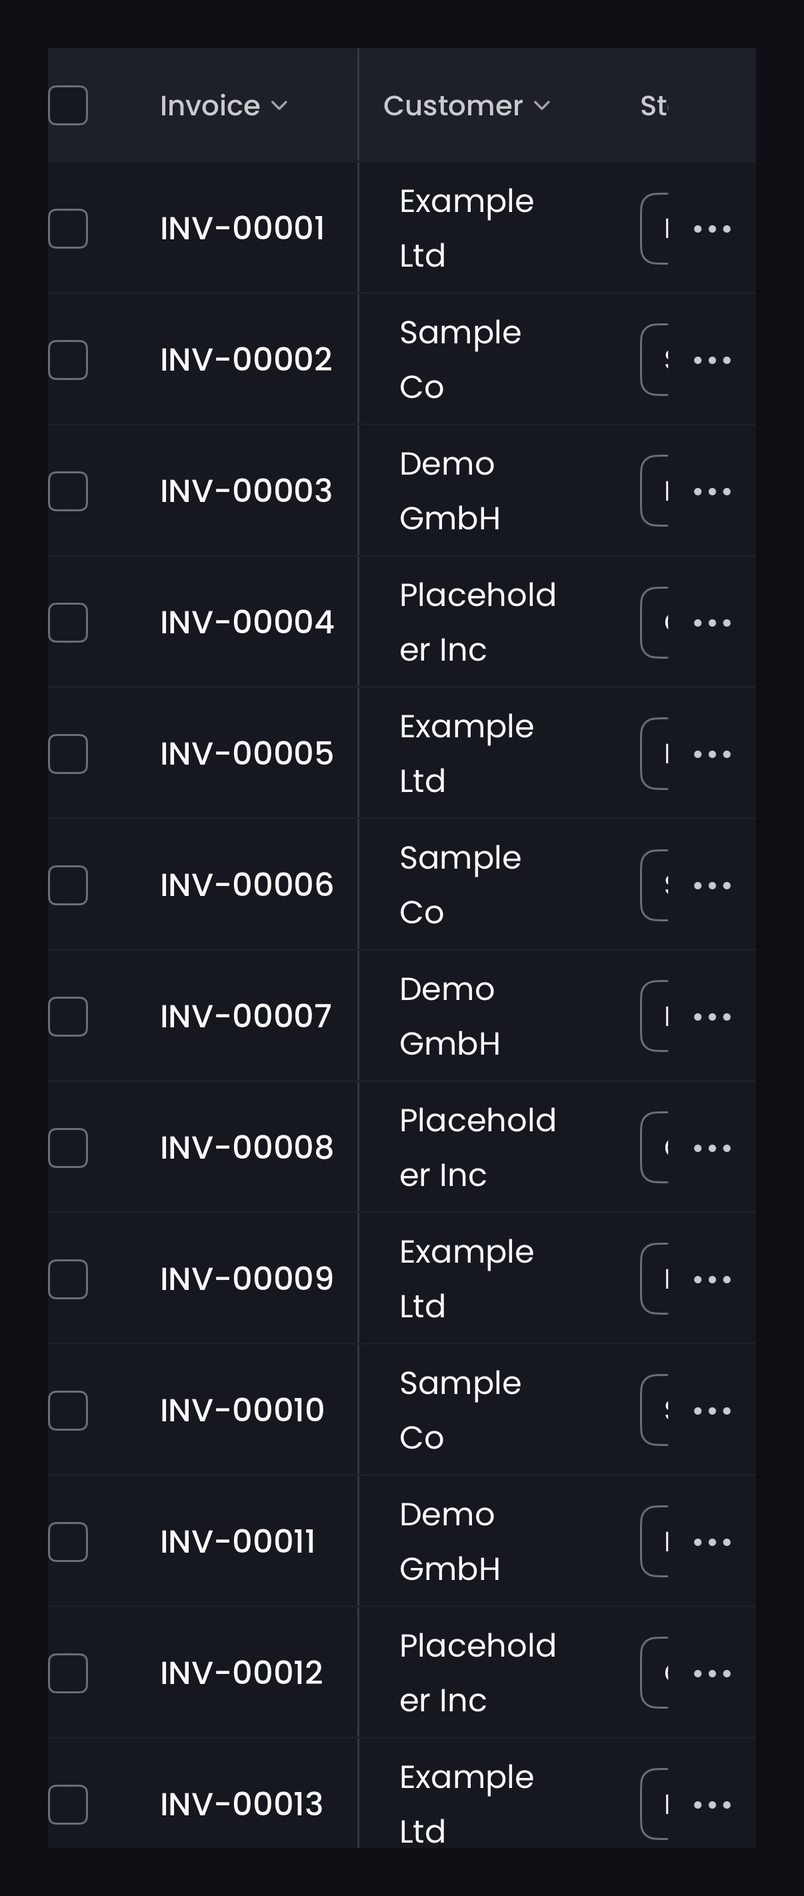 Invoice Customer
INV-00001 Example
Ltd
INV-00002 Sample
Co
INV-00003 Demo
GmbH
INV-00004 Placehold
er Inc
INV-00005 Example
Ltd
INV-00006 Sample
Co
INV-00007 Demo
GmbH
INV-00008 Placehold
er Inc
INV-00009 Example
Ltd
INV-00010 Sample
Co
INV-00011 Demo
GmbH
INV-00012 Placehold
er Inc
INV-00013 Example
Ltd